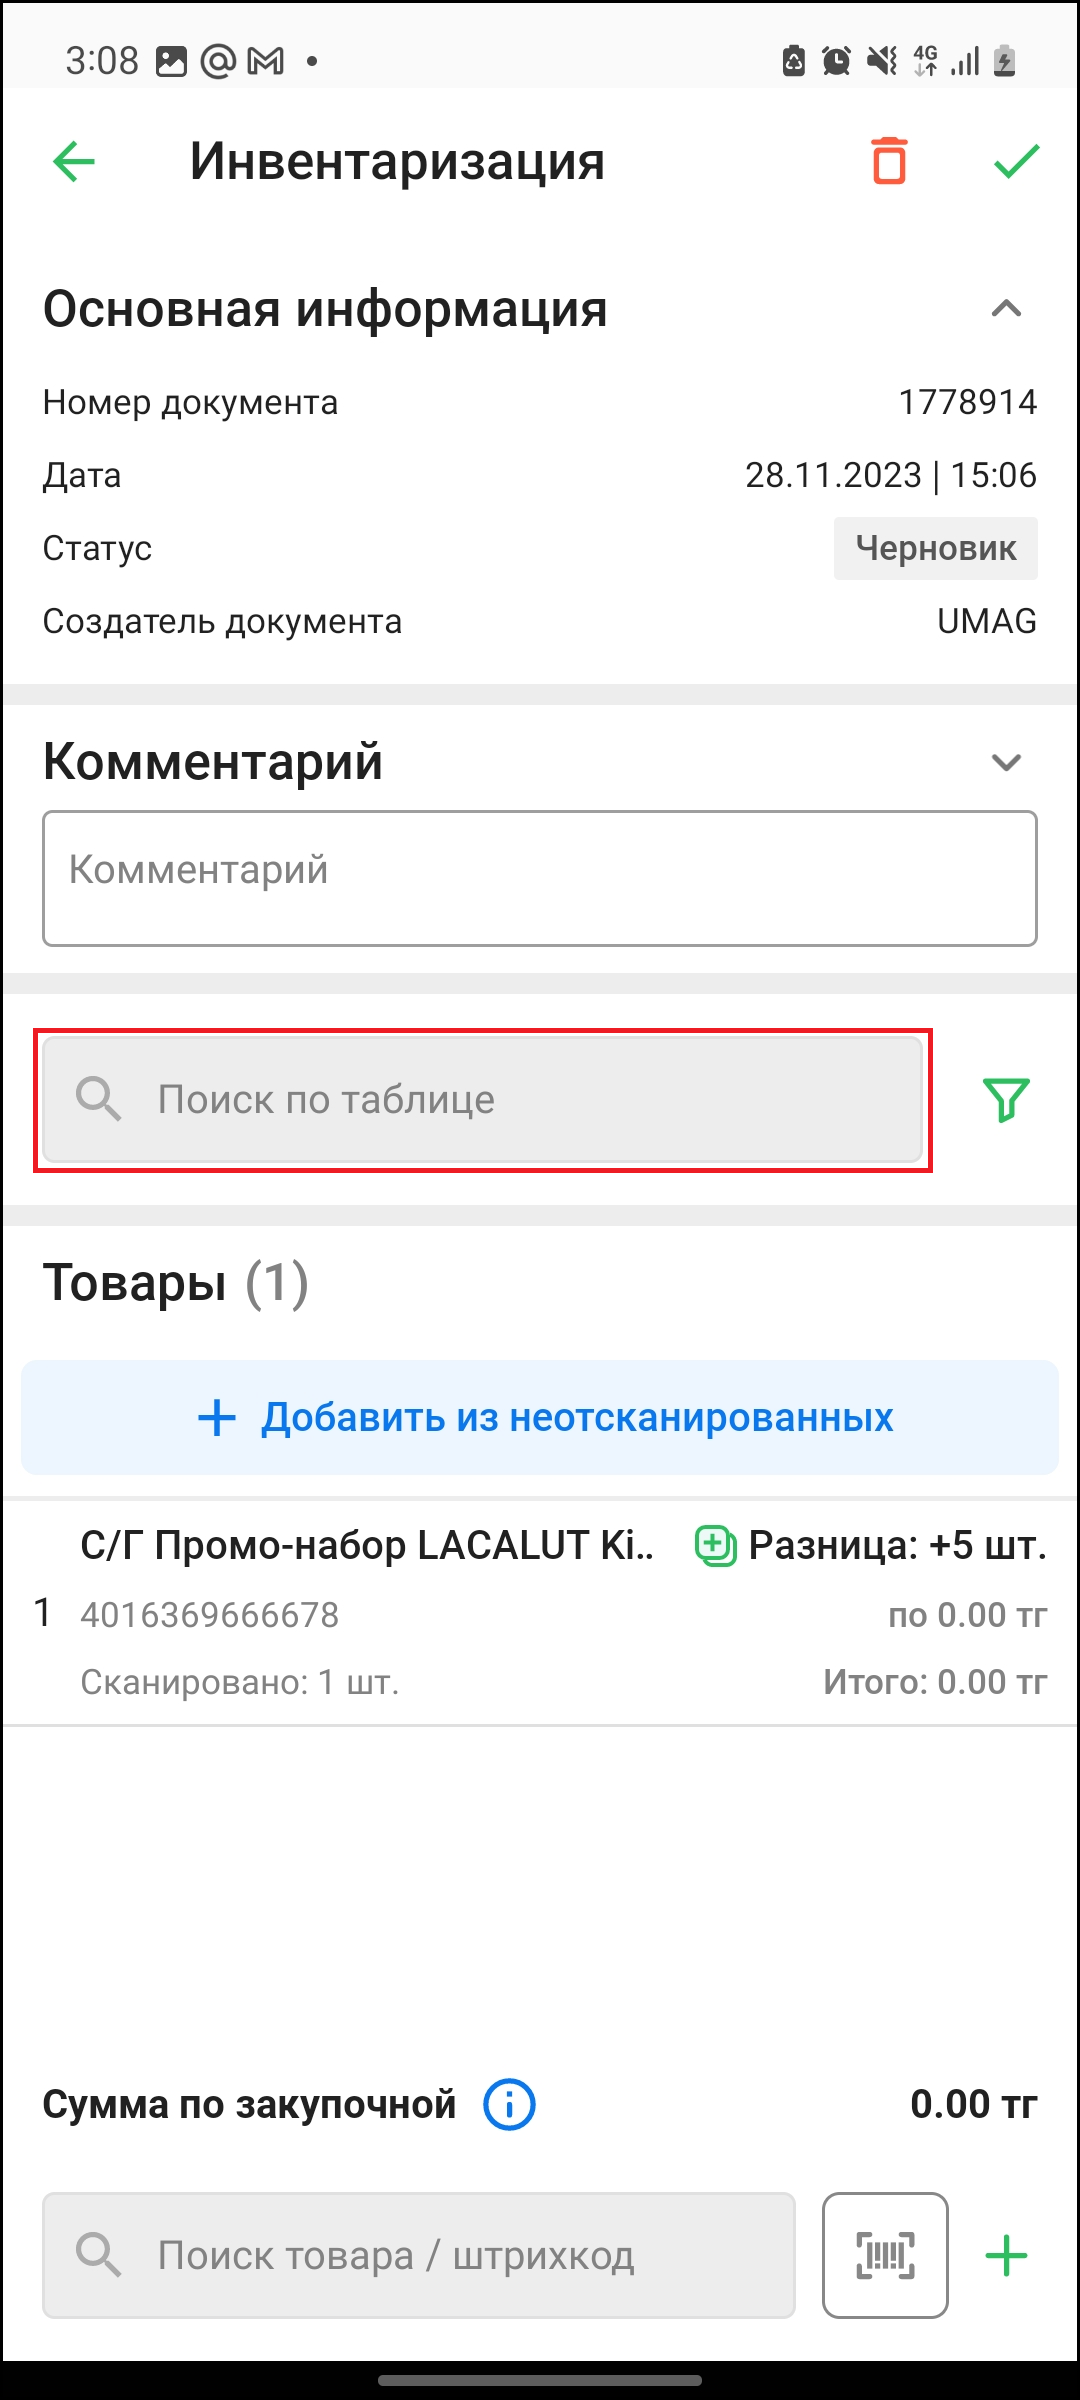 3:08 4G
Инвентаризация
Основная информация
Номер документа 1778914
Дата 28.11.2023 | 15:06
Статус Черновик
Создатель документа UMAG
Комментарий
Комментарий
Поиск по таблице
Товары (1)
Добавить из неотсканированных
С/Г Промо-набор LACALUT Ki.. Разница: +5 шт.
1 4016369666678 по 0.00 тг
Сканировано: 1 шт. Итого: 0.00 тг
Сумма по закупочной 0.00 тг
Поиск товара / штрихкод